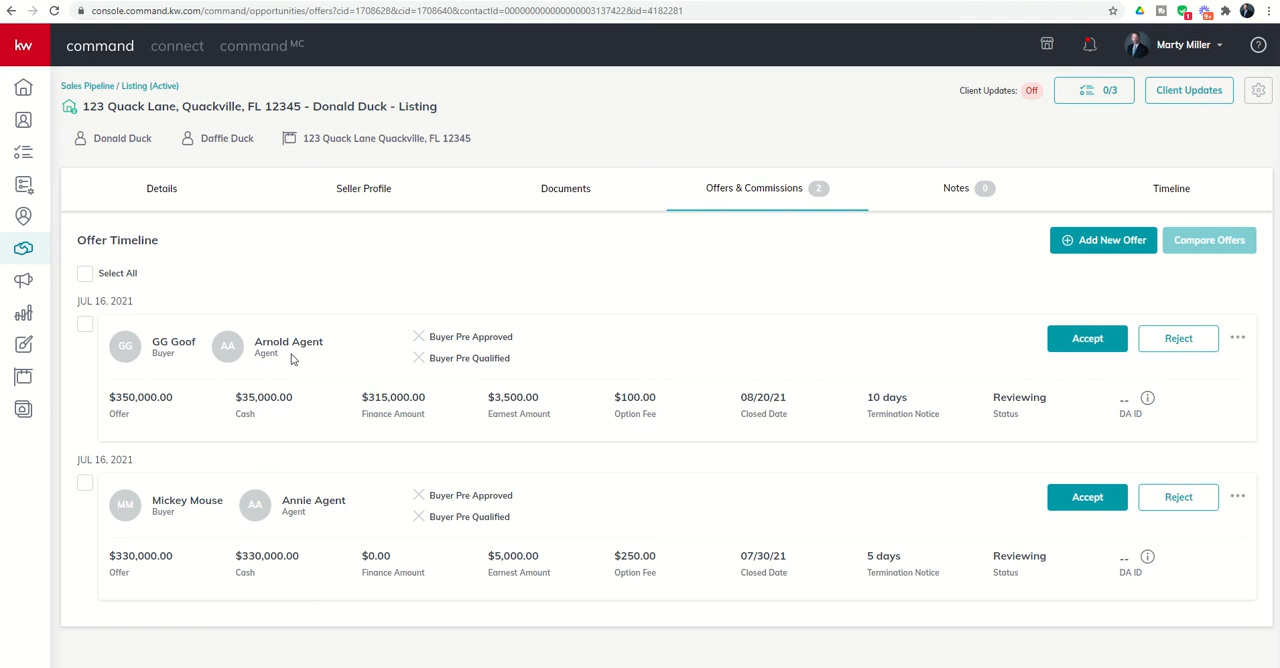 console.command.kw.com/command/opportunities/offers?cid=1708628&cid=1708640&contactId=0000000000000003137422&id=4182281
1
9+
kw command connect command MC Marty Miller
Sales Pipeline / Listing (Active)
123 Quack Lane, Quackville, FL 12345 - Donald Duck - Listing
Client Updates: Off 0/3 Client Updates
Donald Duck Daffie Duck 123 Quack Lane Quackville, FL 12345
Details Seller Profile Documents Offers & Commissions 2 Notes 0 Timeline
Offer Timeline Add New Offer Compare Offers
Select All
JUL 16, 2021
GG GG Goof AA Arnold Agent Buyer Pre Approved Accept Reject
Buyer Agent Buyer Pre Qualified
$350,000.00 $35,000.00 $315,000.00 $3,500.00 $100.00 08/20/21 10 days Reviewing --
Offer Cash Finance Amount Earnest Amount Option Fee Closed Date Termination Notice Status DA ID
JUL 16, 2021
MM Mickey Mouse AA Annie Agent Buyer Pre Approved Accept Reject
Buyer Agent Buyer Pre Qualified
$330,000.00 $330,000.00 $0.00 $5,000.00 $250.00 07/30/21 5 days Reviewing --
Offer Cash Finance Amount Earnest Amount Option Fee Closed Date Termination Notice Status DA ID